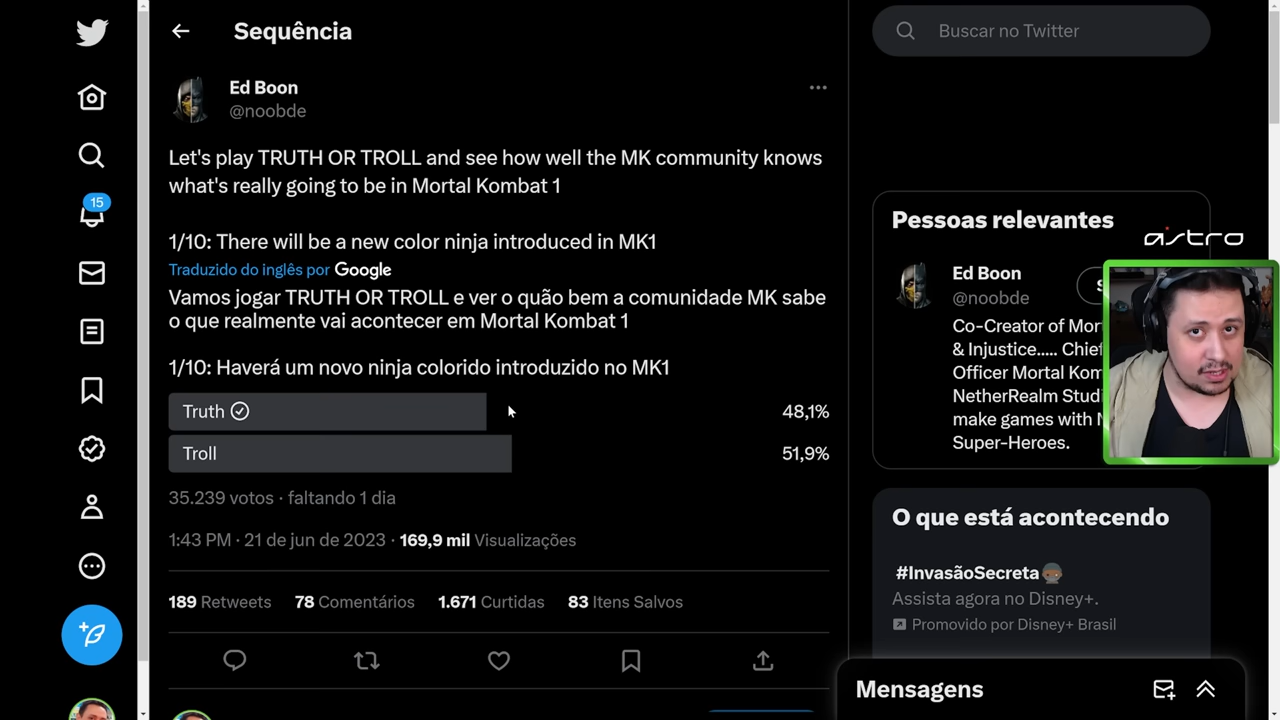 Sequência
Buscar no Twitter
Ed Boon
@noobde
Let's play TRUTH OR TROLL and see how well the MK community knows
what's really going to be in Mortal Kombat 1
1/10: There will be a new color ninja introduced in MK1
Traduzido do inglês por Google
Vamos jogar TRUTH OR TROLL e ver o quão bem a comunidade MK sabe
o que realmente vai acontecer em Mortal Kombat 1
1/10: Haverá um novo ninja colorido introduzido no MK1
Truth 48,1%
Troll 51,9%
35.239 votos · faltando 1 dia
1:43 PM · 21 de jun de 2023 · 169,9 mil Visualizações
189 Retweets 78 Comentários 1.671 Curtidas 83 Itens Salvos
15
Pessoas relevantes
astro
Ed Boon
@noobde
Co-Creator of Mor
& Injustice..... Chief
Officer Mortal Kom
NetherRealm Studi
make games with
Super-Heroes.
O que está acontecendo
#InvasãoSecreta
Assista agora no Disney+.
Promovido por Disney+ Brasil
Mensagens